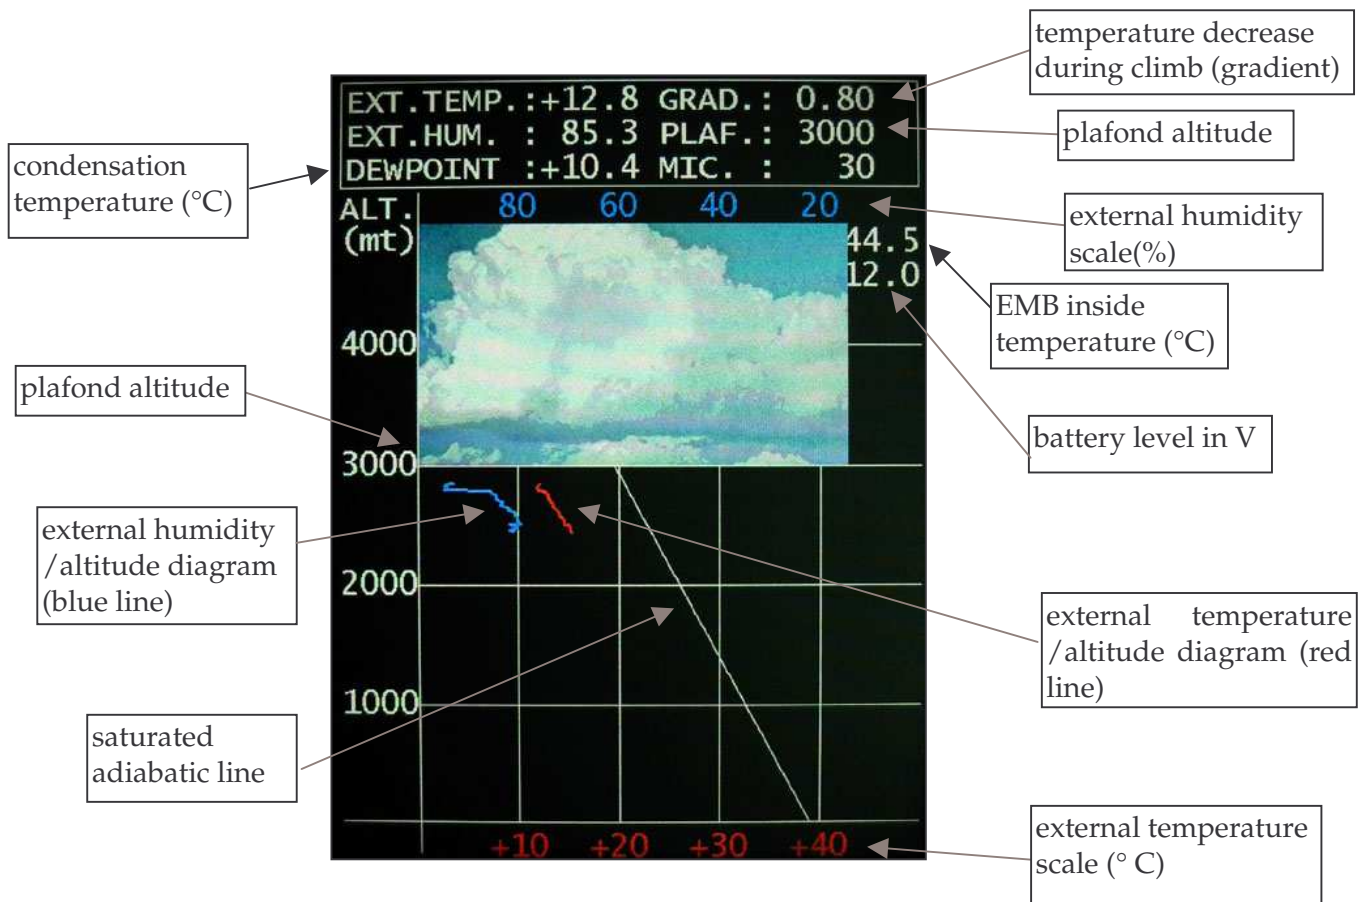 temperature decrease
during climb (gradient)
plafond altitude
condensation
temperature (°C)
EXT.TEMP.:+12.8 GRAD.: 0.80
EXT.HUM. : 85.3 PLAF.: 3000
DEWPOINT :+10.4 MIC. : 30
ALT.
(mt)
80 60 40 20
44.5
12.0
external humidity
scale(%)
EMB inside
temperature (°C)
battery level in V
4000
plafond altitude
3000
external humidity
/altitude diagram
(blue line)
2000
external temperature
/altitude diagram (red
line)
1000
saturated
adiabatic line
+10 +20 +30 +40
external temperature
scale (° C)